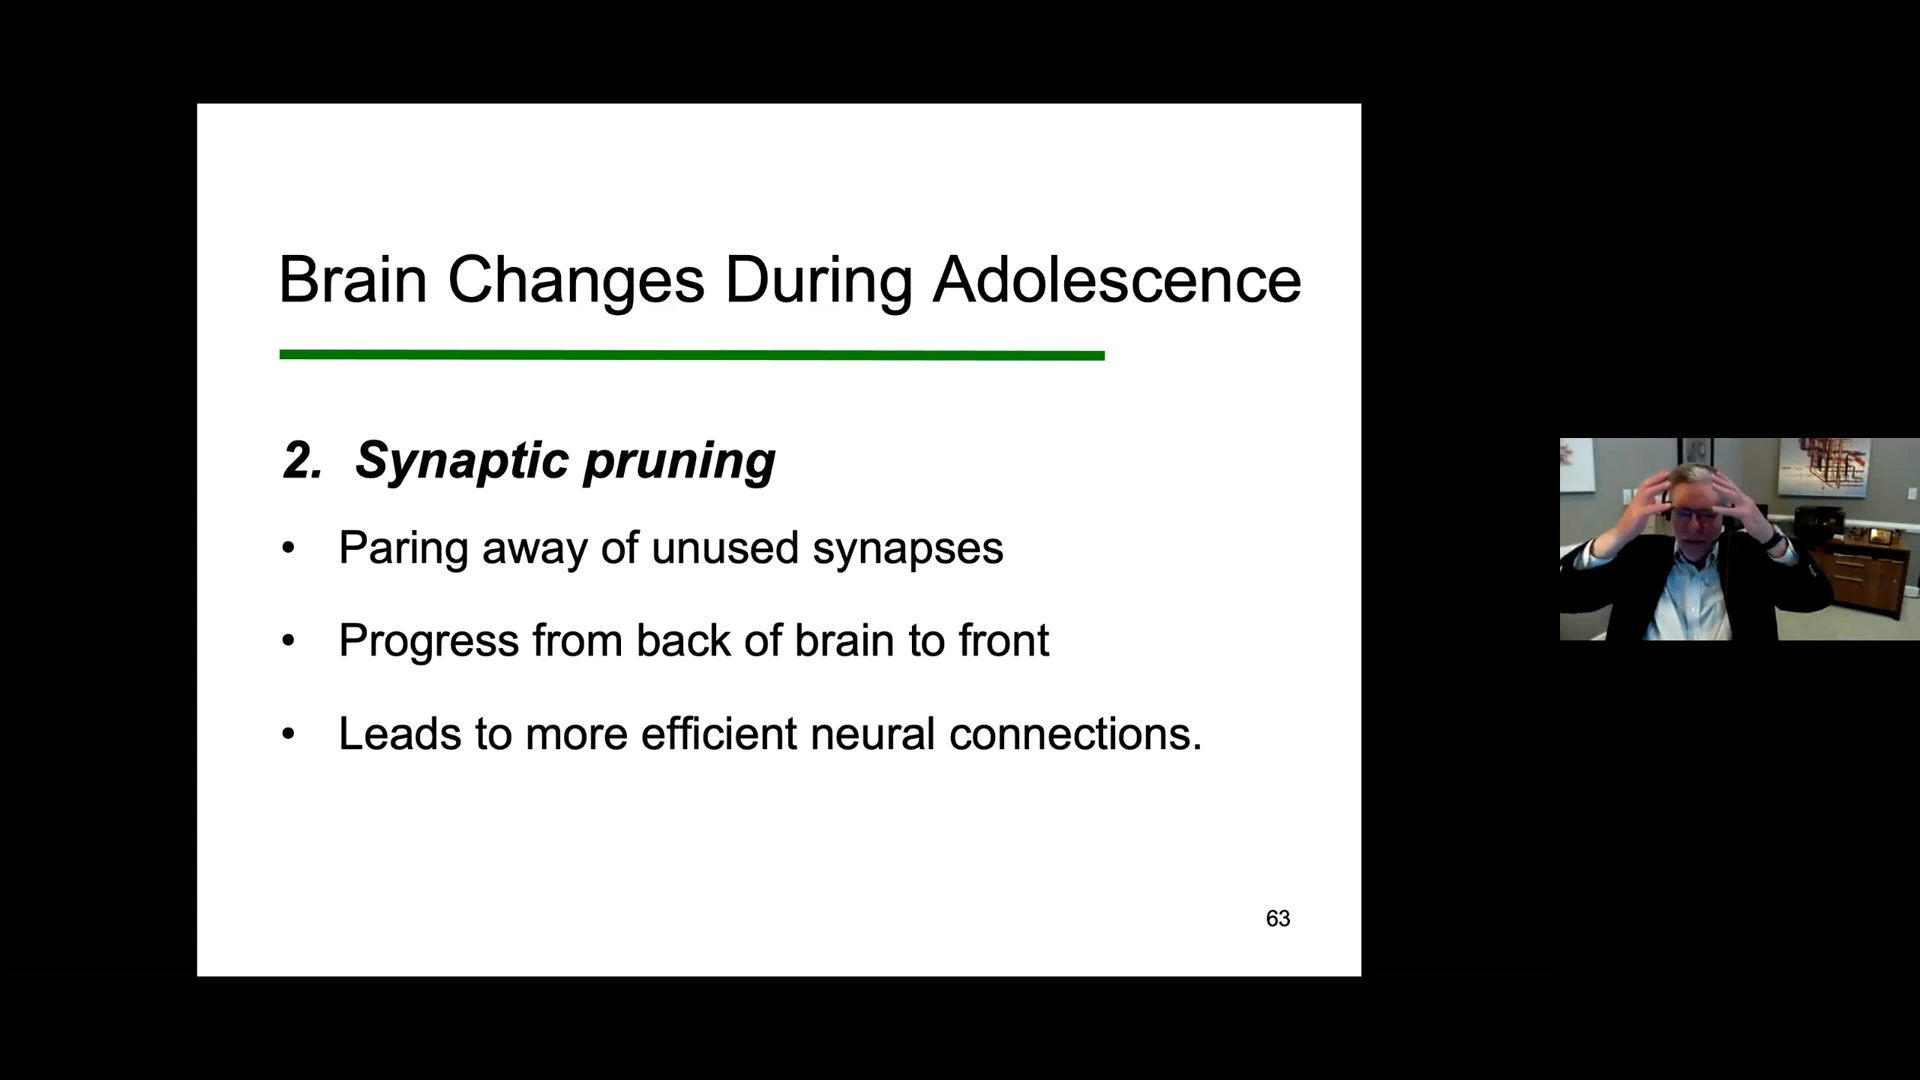 Brain Changes During Adolescence
2. Synaptic pruning
• Paring away of unused synapses
• Progress from back of brain to front
• Leads to more efficient neural connections.
63